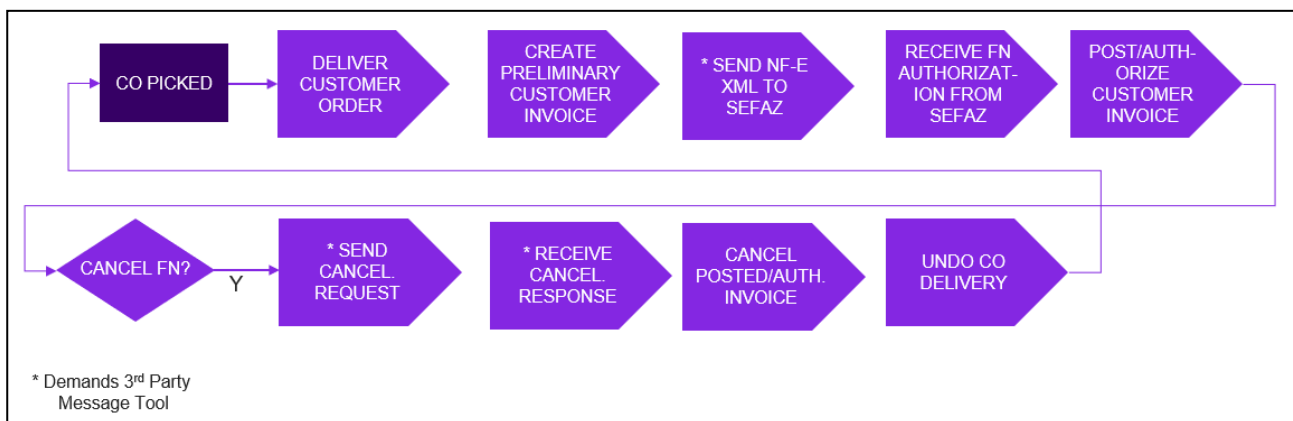 CO PICKED
DELIVER
CUSTOMER
ORDER
CREATE
PRELIMINARY
CUSTOMER
INVOICE
* SEND NF-E
XML TO
SEFAZ
RECEIVE FN
AUTHORIZAT-
ION FROM
SEFAZ
POST/AUTH-
ORIZE
CUSTOMER
INVOICE
CANCEL FN?
Y
* SEND
CANCEL.
REQUEST
* RECEIVE
CANCEL.
RESPONSE
CANCEL
POSTED/AUTH.
INVOICE
UNDO CO
DELIVERY
* Demands 3rd Party
Message Tool